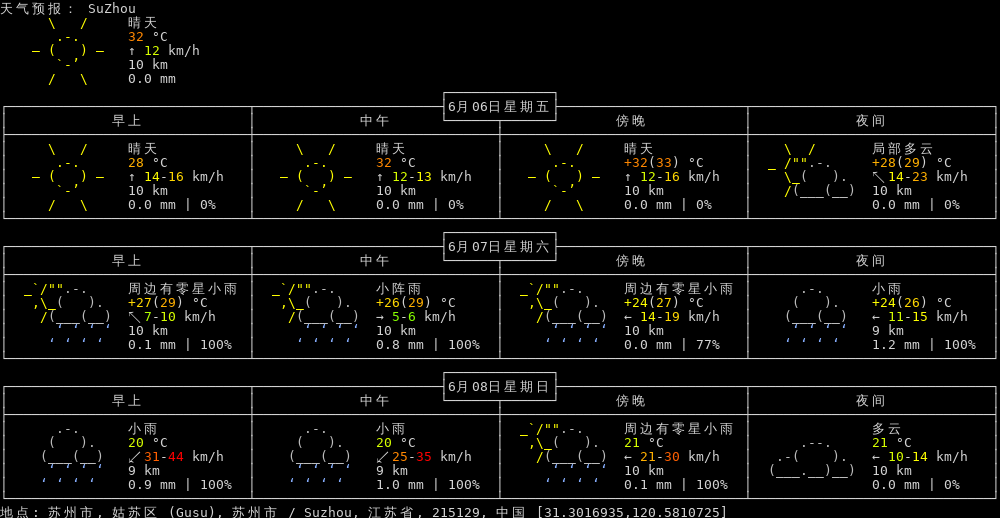 天气预报: SuZhou
晴天
32 °C
↑ 12 km/h
10 km
0.0 mm
6月06日星期五
早上 中午 傍晚 夜间
晴天 晴天 晴天 局部多云
28 °C 32 °C +32(33) °C +28(29) °C
↑ 14-16 km/h ↑ 12-13 km/h ↑ 12-16 km/h ↖ 14-23 km/h
10 km 10 km 10 km 10 km
0.0 mm | 0% 0.0 mm | 0% 0.0 mm | 0% 0.0 mm | 0%
6月07日星期六
早上 中午 傍晚 夜间
周边有零星小雨 小阵雨 周边有零星小雨 小雨
+27(29) °C +26(29) °C +24(27) °C +24(26) °C
↖ 7-10 km/h → 5-6 km/h ← 14-19 km/h ← 11-15 km/h
10 km 10 km 10 km 9 km
0.1 mm | 100% 0.8 mm | 100% 0.0 mm | 77% 1.2 mm | 100%
6月08日星期日
早上 中午 傍晚 夜间
小雨 小雨 周边有零星小雨 多云
20 °C 20 °C 21 °C 21 °C
↙ 31-44 km/h ↙ 25-35 km/h ← 21-30 km/h ← 10-14 km/h
9 km 9 km 10 km 10 km
0.9 mm | 100% 1.0 mm | 100% 0.1 mm | 100% 0.0 mm | 0%
地点: 苏州市, 姑苏区 (Gusu), 苏州市 / Suzhou, 江苏省, 215129, 中国 [31.3016935,120.5810725]